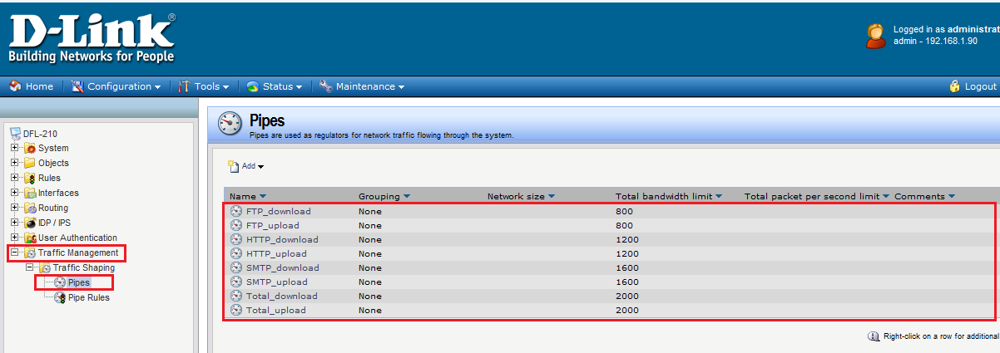 D-Link®
Building Networks for People
Logged in as administrat
admin - 192.168.1.90
Home Configuration Tools Status Maintenance Logout
DFL-210
System
Objects
Rules
Interfaces
Routing
IDP / IPS
User Authentication
Traffic Management
Traffic Shaping
Pipes
Pipe Rules
Pipes
Pipes are used as regulators for network traffic flowing through the system.
Add
Name Grouping Network size Total bandwidth limit Total packet per second limit Comments
FTP_download None 800
FTP_upload None 800
HTTP_download None 1200
HTTP_upload None 1200
SMTP_download None 1600
SMTP_upload None 1600
Total_download None 2000
Total_upload None 2000
Right-click on a row for additional